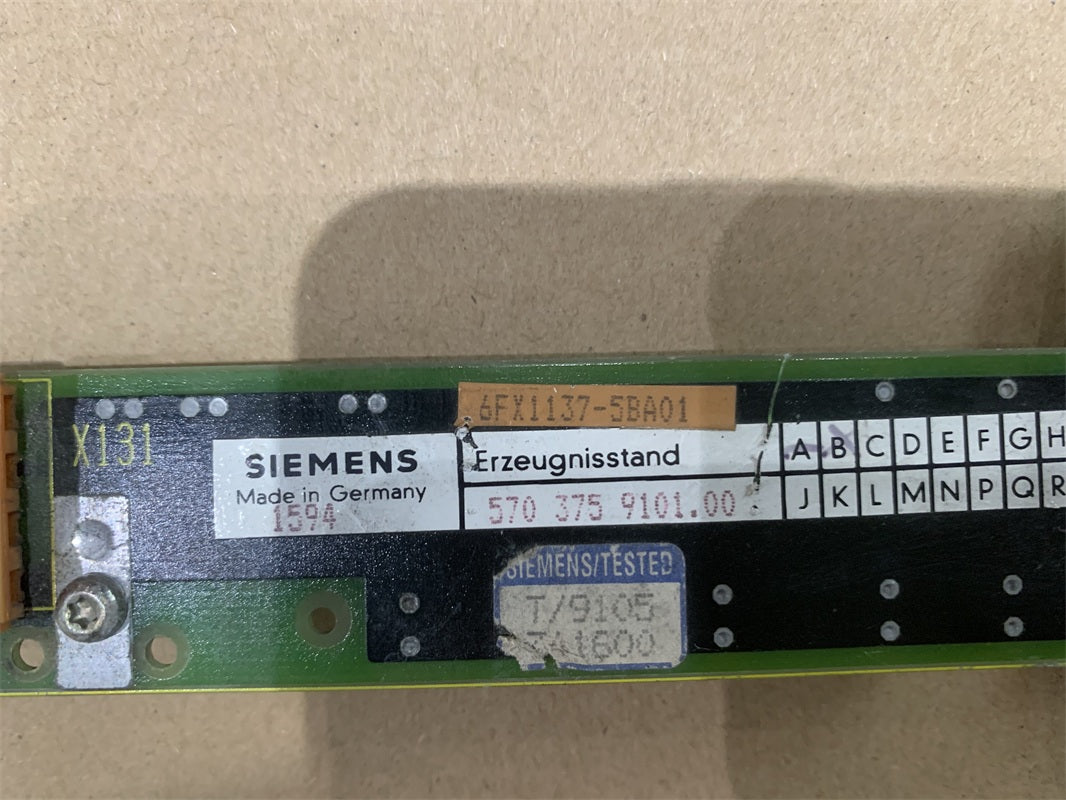 6FX1137-5BA01
X131
SIEMENS
Made in Germany
1594
Erzeugnisstand
570 375 9101.00
A B C D E F G H
J K L M N P Q R
SIEMENS/TESTED
T/9105